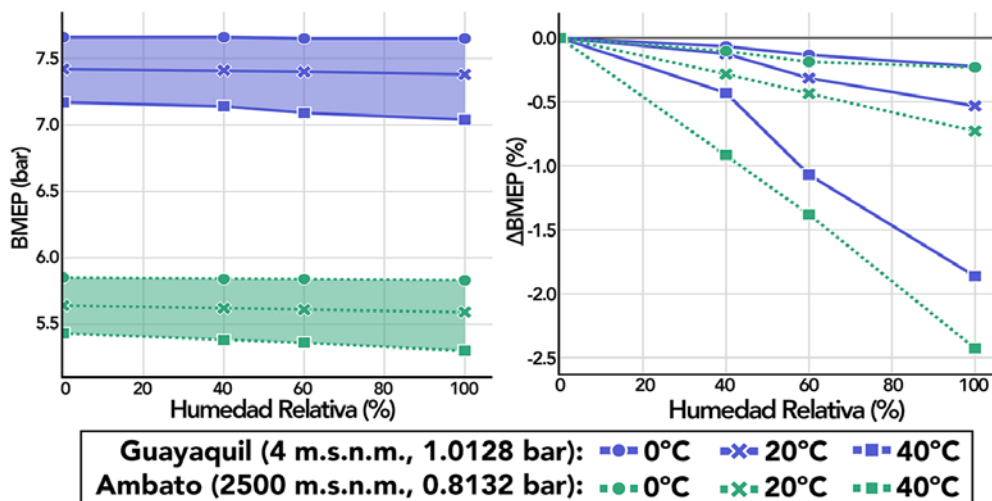 7.5
7.0
6.5
6.0
5.5
BMEP (bar)
0 20 40 60 80 100
Humedad Relativa (%)
0.0
-0.5
-1.0
-1.5
-2.0
-2.5
ΔBMEP (%)
0 20 40 60 80 100
Humedad Relativa (%)
Guayaquil (4 m.s.n.m., 1.0128 bar): 0°C 20°C 40°C
Ambato (2500 m.s.n.m., 0.8132 bar): 0°C 20°C 40°C